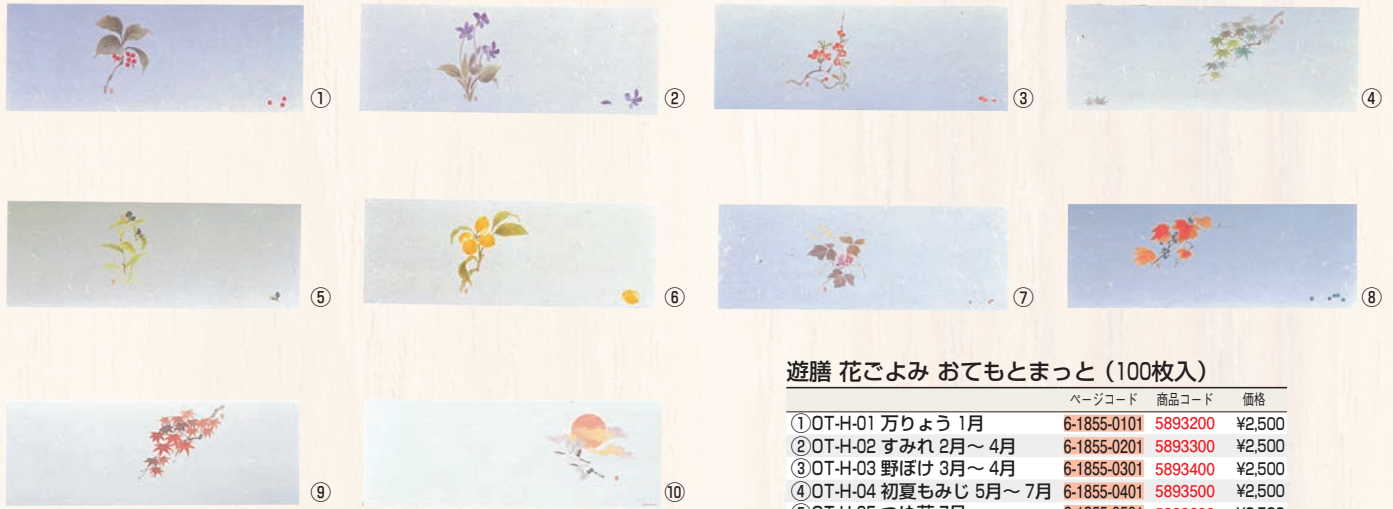 ①
②
③
④
⑤
⑥
⑦
⑧
⑨
⑩
遊膳 花ごよみ おてもとまっと（100枚入）
ページコード 商品コード 価格
①OT-H-01 万りょう 1月 6-1855-0101 5893200 ¥2,500
②OT-H-02 すみれ 2月～4月 6-1855-0201 5893300 ¥2,500
③OT-H-03 野ぼけ 3月～4月 6-1855-0301 5893400 ¥2,500
④OT-H-04 初夏もみじ 5月～7月 6-1855-0401 5893500 ¥2,500